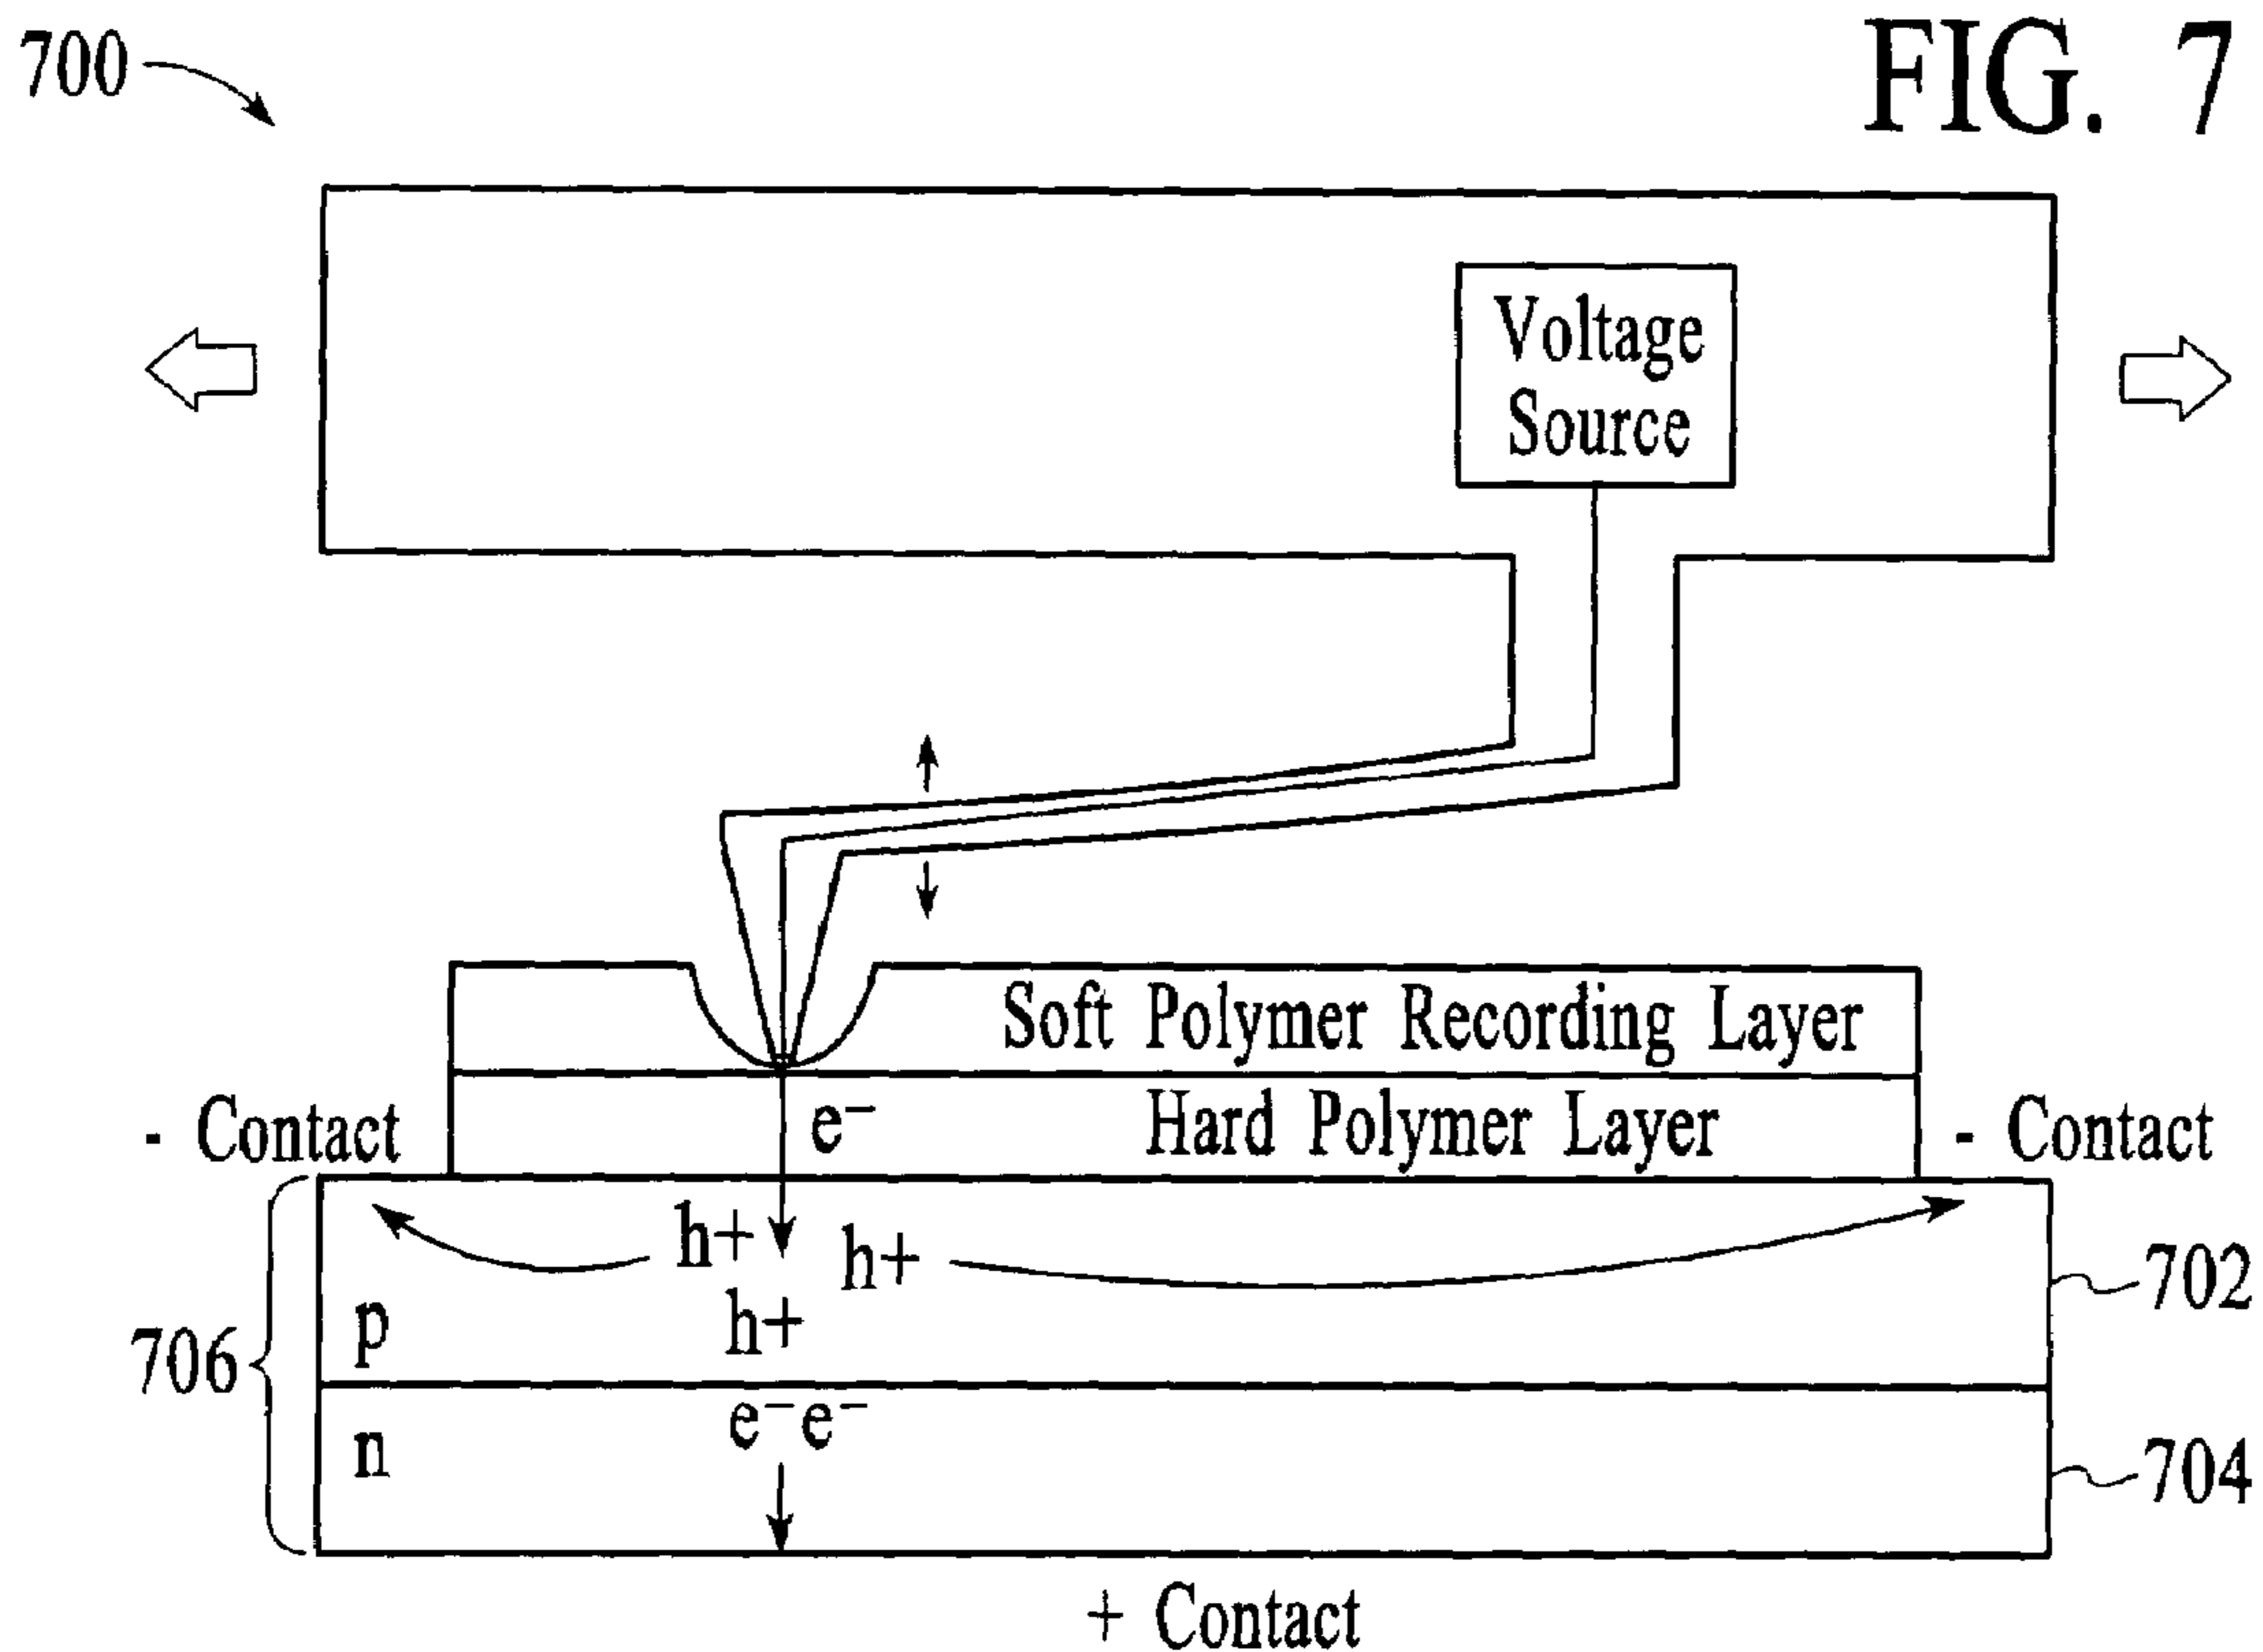 700
FIG. 7
Voltage
Source
Soft Polymer Recording Layer
- Contact
e⁻
Hard Polymer Layer
- Contact
h+
h+
h+
p
702
706
e⁻e⁻
n
704
+ Contact